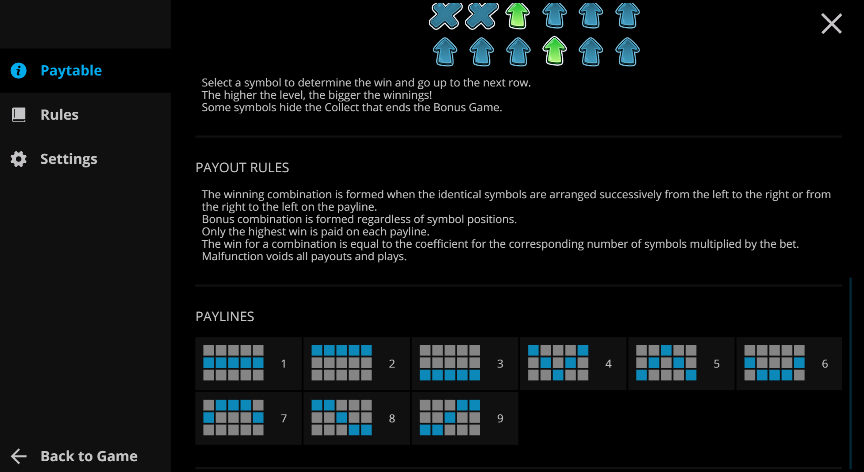 Paytable
Rules
Settings
Back to Game
Select a symbol to determine the win and go up to the next row.
The higher the level, the bigger the winnings!
Some symbols hide the Collect that ends the Bonus Game.
PAYOUT RULES
The winning combination is formed when the identical symbols are arranged successively from the left to the right or from
the right to the left on the payline.
Bonus combination is formed regardless of symbol positions.
Only the highest win is paid on each payline.
The win for a combination is equal to the coefficient for the corresponding number of symbols multiplied by the bet.
Malfunction voids all payouts and plays.
PAYLINES
1 2 3 4 5 6
7 8 9